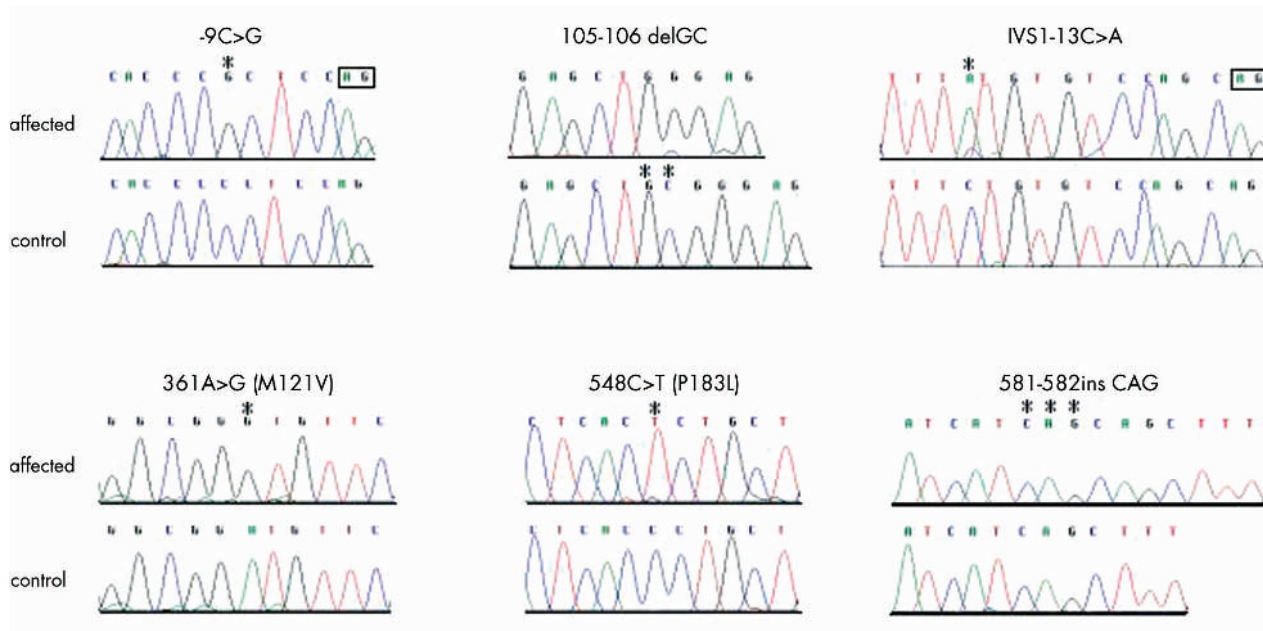 -9C>G 105-106 delGC IVS1-13C>A
* *
C A C C C G C T C C A G G A G C T G G G A G T T T A T G T G T C C A G C A G
affected
* *
C A C C C C C T C C A G G A G C T G C G G G A G T T T C T G T G T C C A G C A G
control
361A>G (M121V) 548C>T (P183L) 581-582ins CAG
* * * * *
G G C G G G T G T T C C T C A C T C T G C T A T C A T C A G C A G C T T T
affected
G G C G G A T G T T C C T C A C C C T G C T A T C A T C A G C T T T
control